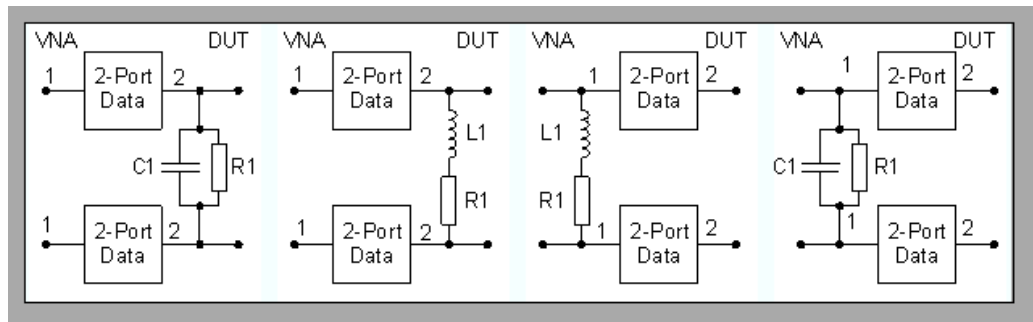 VNA DUT VNA DUT VNA DUT VNA DUT
1 2-Port Data 2
1 2-Port Data 2
1 2-Port Data 2
1 2-Port Data 2
C1 R1
L1
R1
L1
R1
C1 R1
1 2-Port Data 2
1 2-Port Data 2
1 2-Port Data 2
1 2-Port Data 2